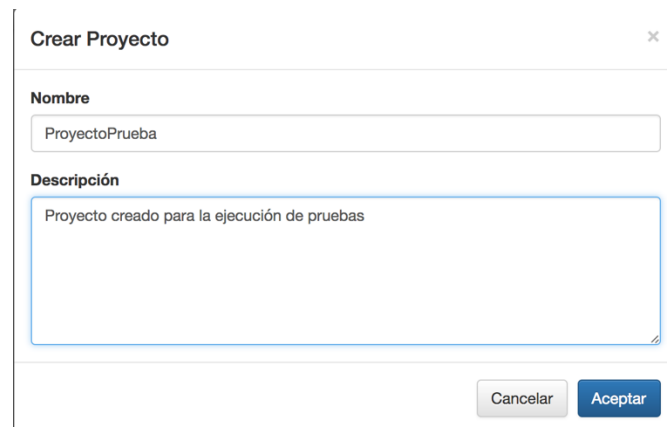 Crear Proyecto ×
Nombre
ProyectoPrueba
Descripción
Proyecto creado para la ejecución de pruebas
Cancelar Aceptar